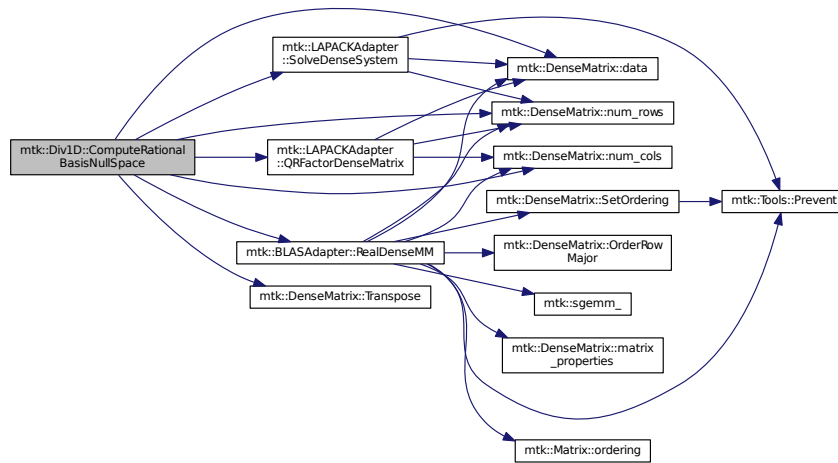 mtk::LAPACKAdapter
::SolveDenseSystem
mtk::DenseMatrix::data
mtk::DenseMatrix::num_rows
mtk::Div1D::ComputeRational
BasisNullSpace
mtk::LAPACKAdapter
::QRFactorDenseMatrix
mtk::DenseMatrix::num_cols
mtk::DenseMatrix::SetOrdering
mtk::Tools::Prevent
mtk::BLASAdapter::RealDenseMM
mtk::DenseMatrix::OrderRow
Major
mtk::DenseMatrix::Transpose
mtk::sgemm_
mtk::DenseMatrix::matrix
_properties
mtk::Matrix::ordering